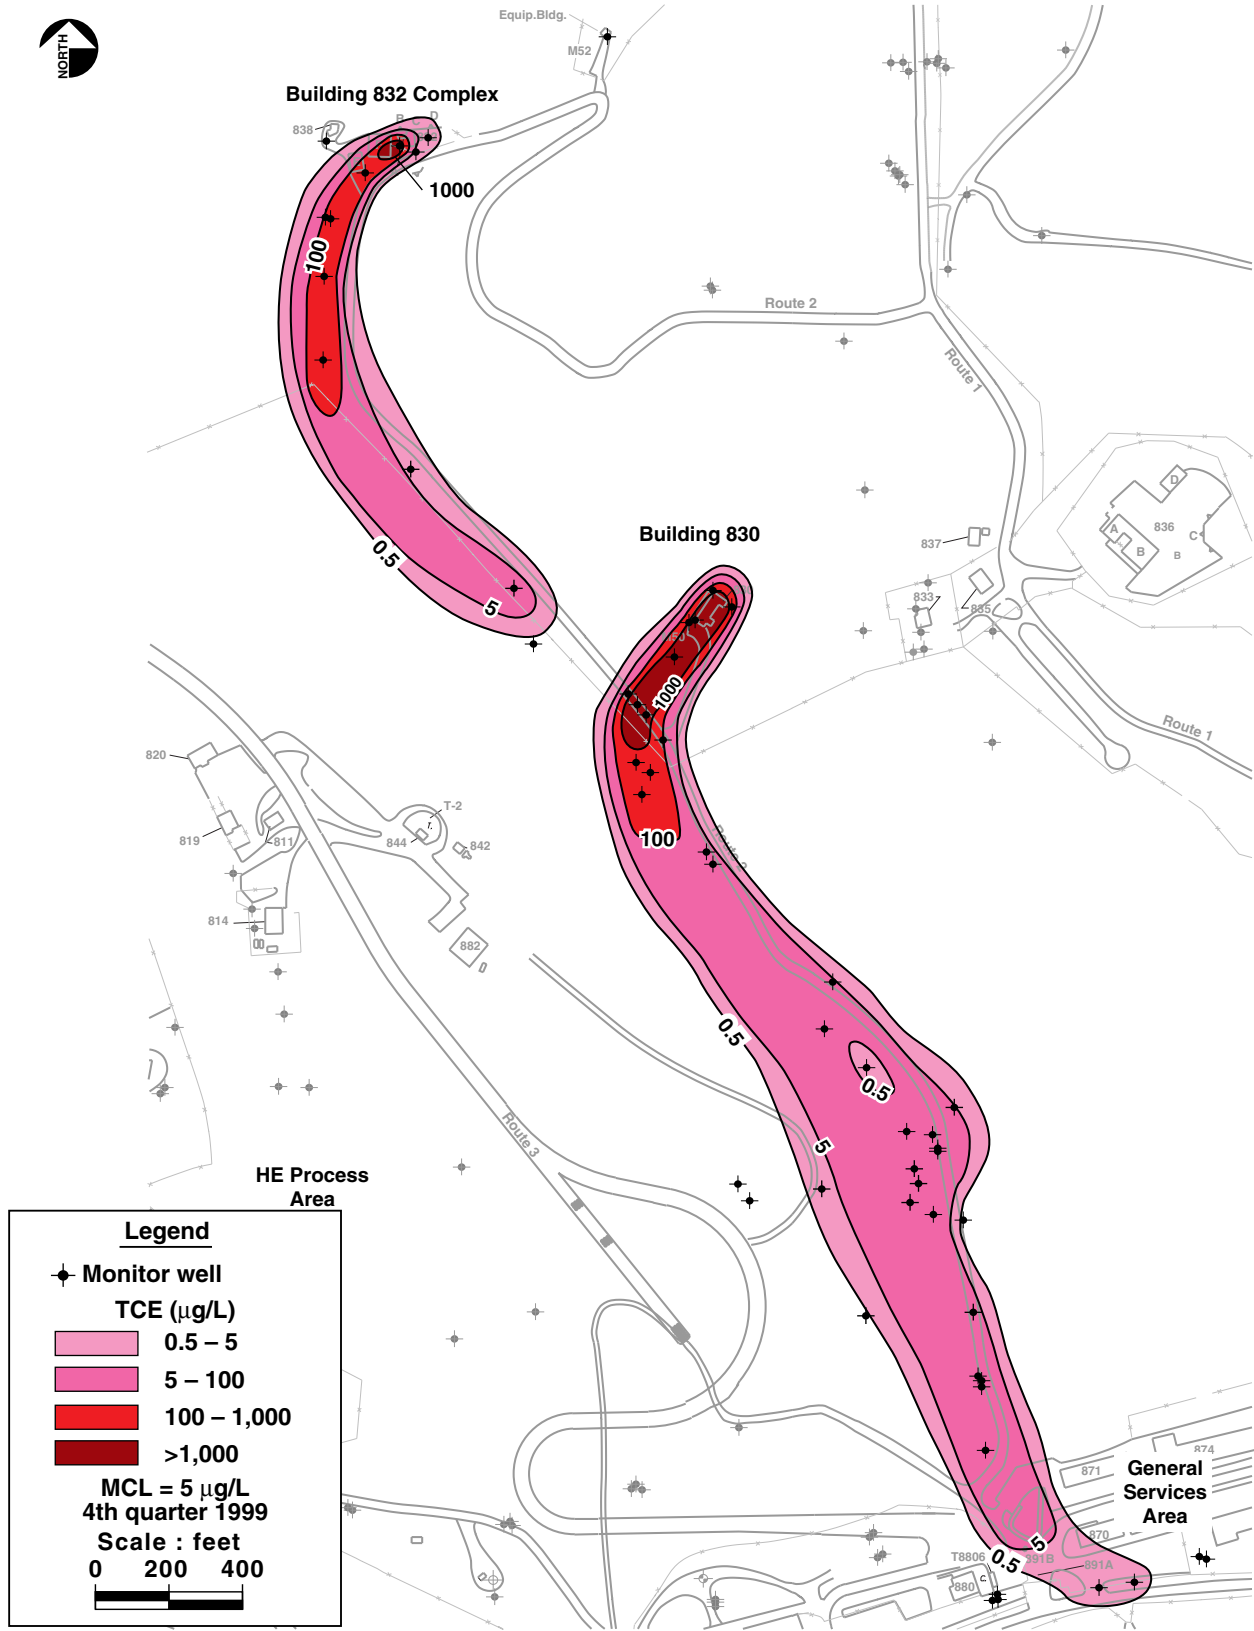 Equip.Bldg.
M52
NORTH
Building 832 Complex
838
B
C
D
1000
100
Route 2
Route 1
0.5
5
Building 830
837
833
835
D
A
B
836
B
C
1000
Route 1
820
819
811
T-2
844
842
814
882
100
Route 3
0.5
0.5
5
Route 3
HE Process
Area
Legend
Monitor well
TCE (μg/L)
0.5 – 5
5 – 100
100 – 1,000
>1,000
MCL = 5 μg/L
4th quarter 1999
Scale : feet
0 200 400
874
871
General
Services
Area
870
5
0.5
T8806
891B
891A
880
C.